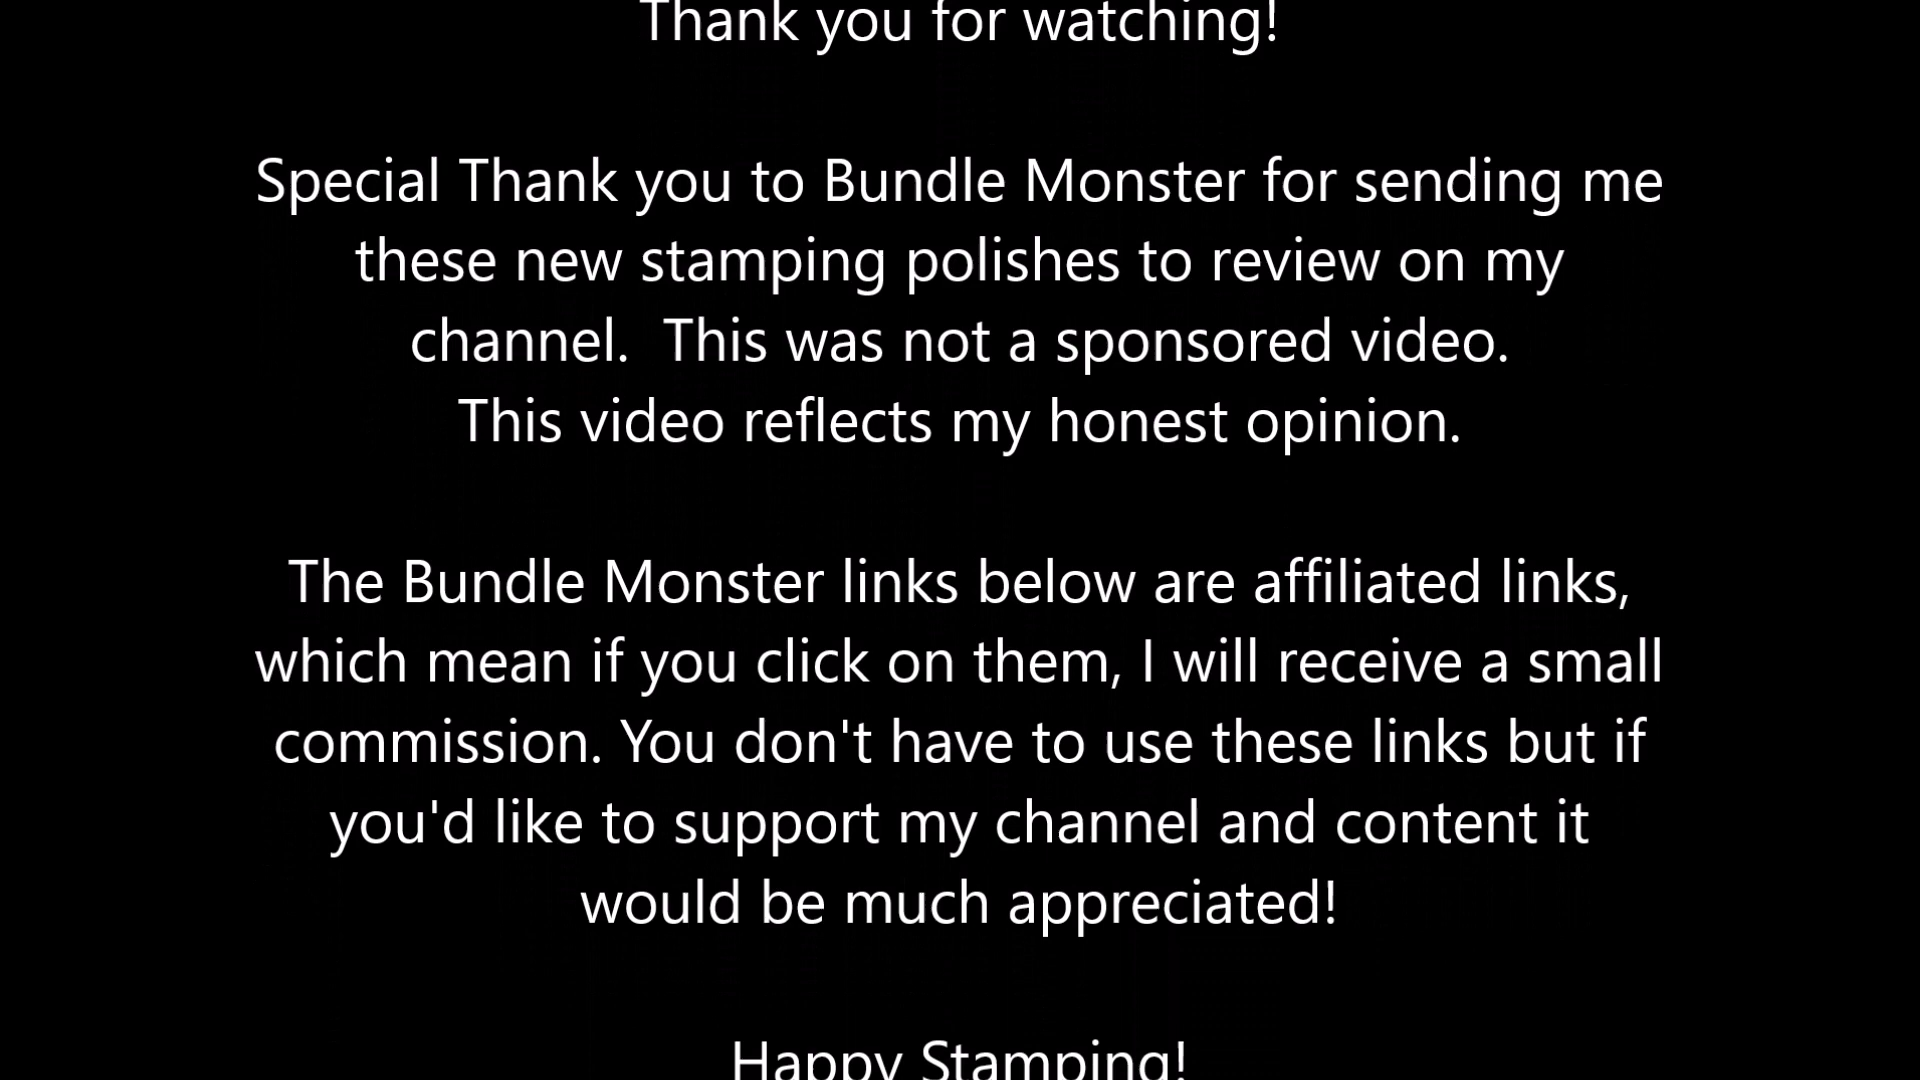 Thank you for watching!
Special Thank you to Bundle Monster for sending me
these new stamping polishes to review on my
channel.  This was not a sponsored video.
This video reflects my honest opinion.
The Bundle Monster links below are affiliated links,
which mean if you click on them, I will receive a small
commission. You don't have to use these links but if
you'd like to support my channel and content it
would be much appreciated!
Happy Stamping!